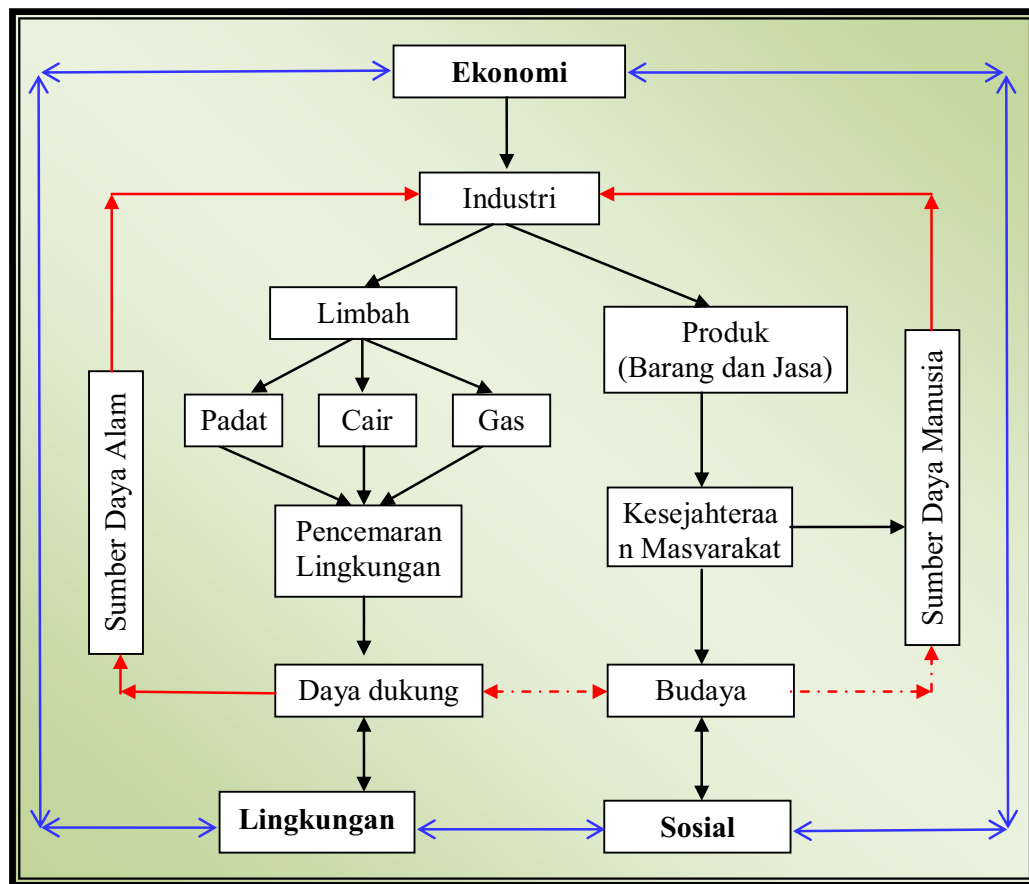 Ekonomi
Industri
Limbah
Produk
(Barang dan Jasa)
Padat
Cair
Gas
Sumber Daya Alam
Sumber Daya Manusia
Pencemaran
Lingkungan
Kesejahteraa
n Masvarakat
Daya dukung
Budaya
Lingkungan
Sosial